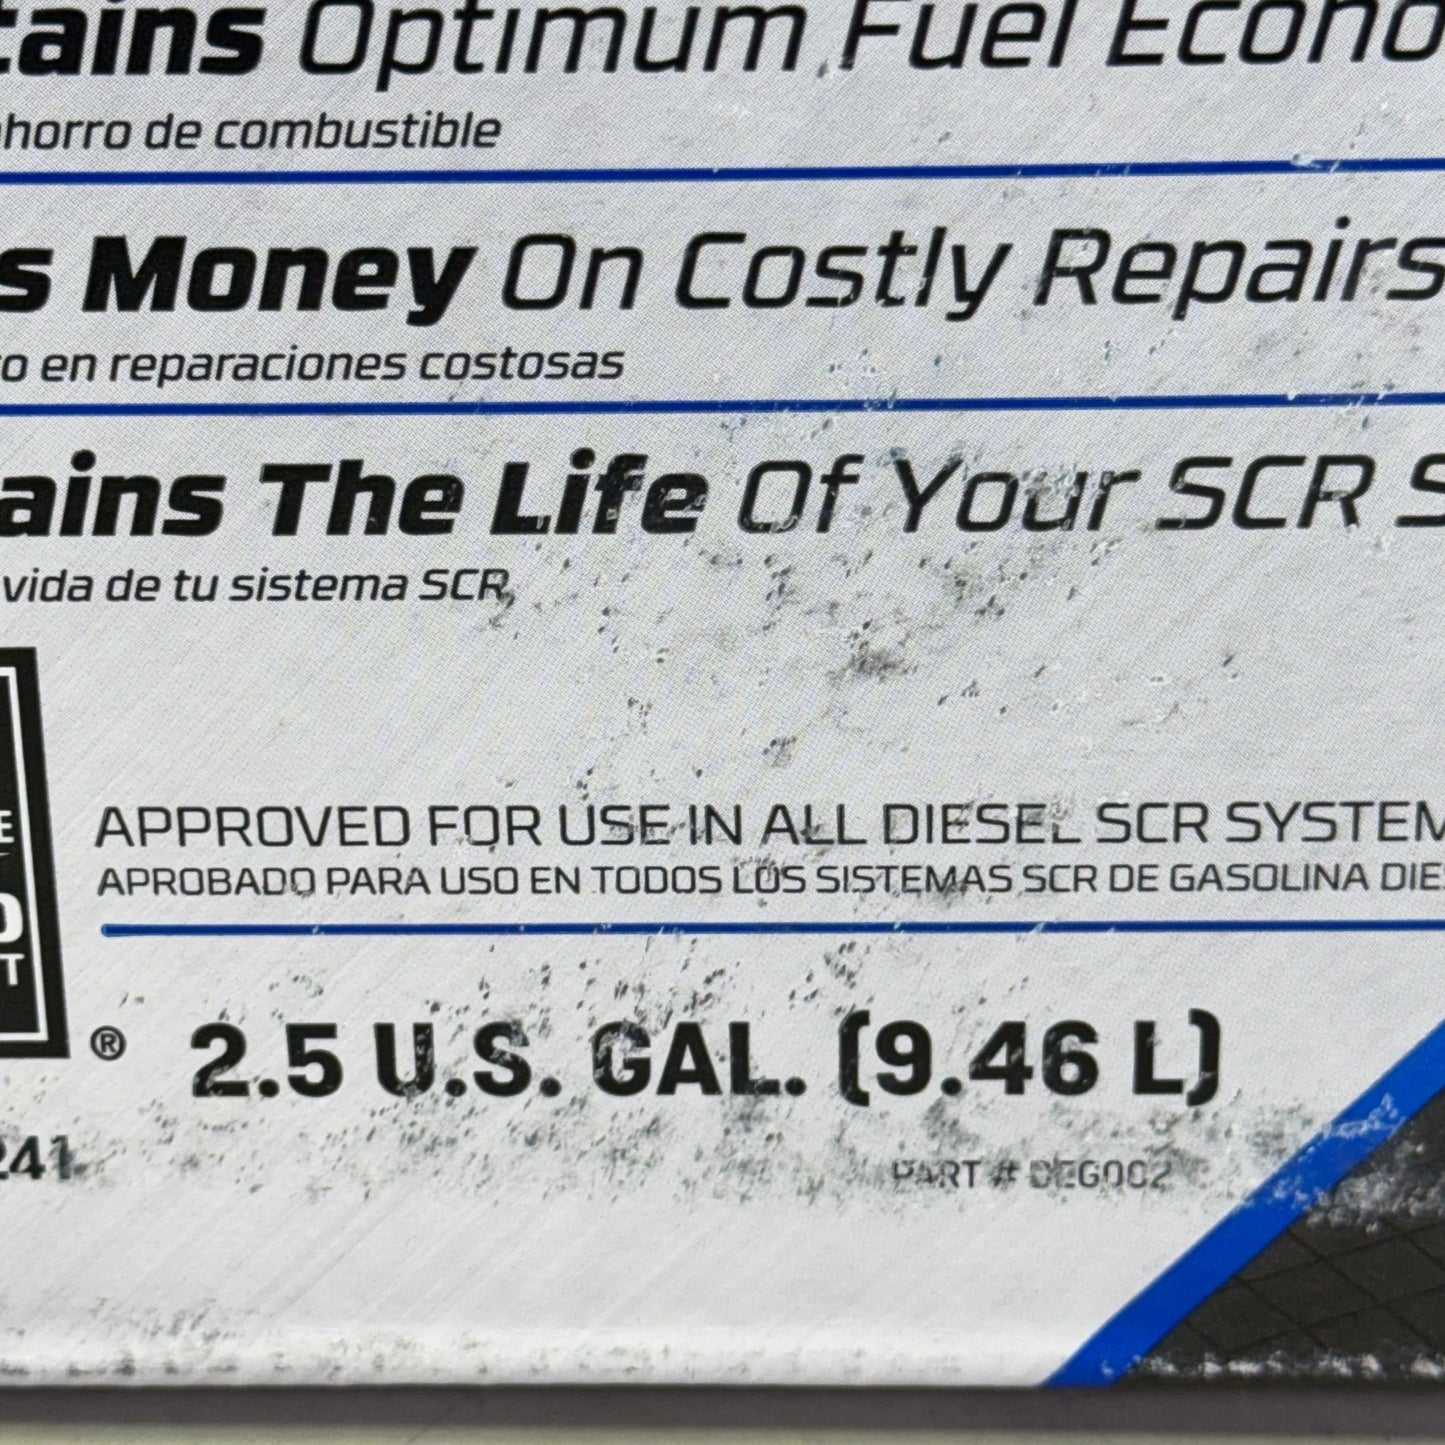 tains Optimum Fuel Econo
ahorro de combustible
s Money On Costly Repairs
o en reparaciones costosas
ains The Life Of Your SCR S
vida de tu sistema SCR
E
APPROVED FOR USE IN ALL DIESEL SCR SYSTEM
APROBADO PARA USO EN TODOS LOS SISTEMAS SCR DE GASOLINA DIE
T
® 2.5 U.S. GAL. (9.46 L)
241
PART # DEG002